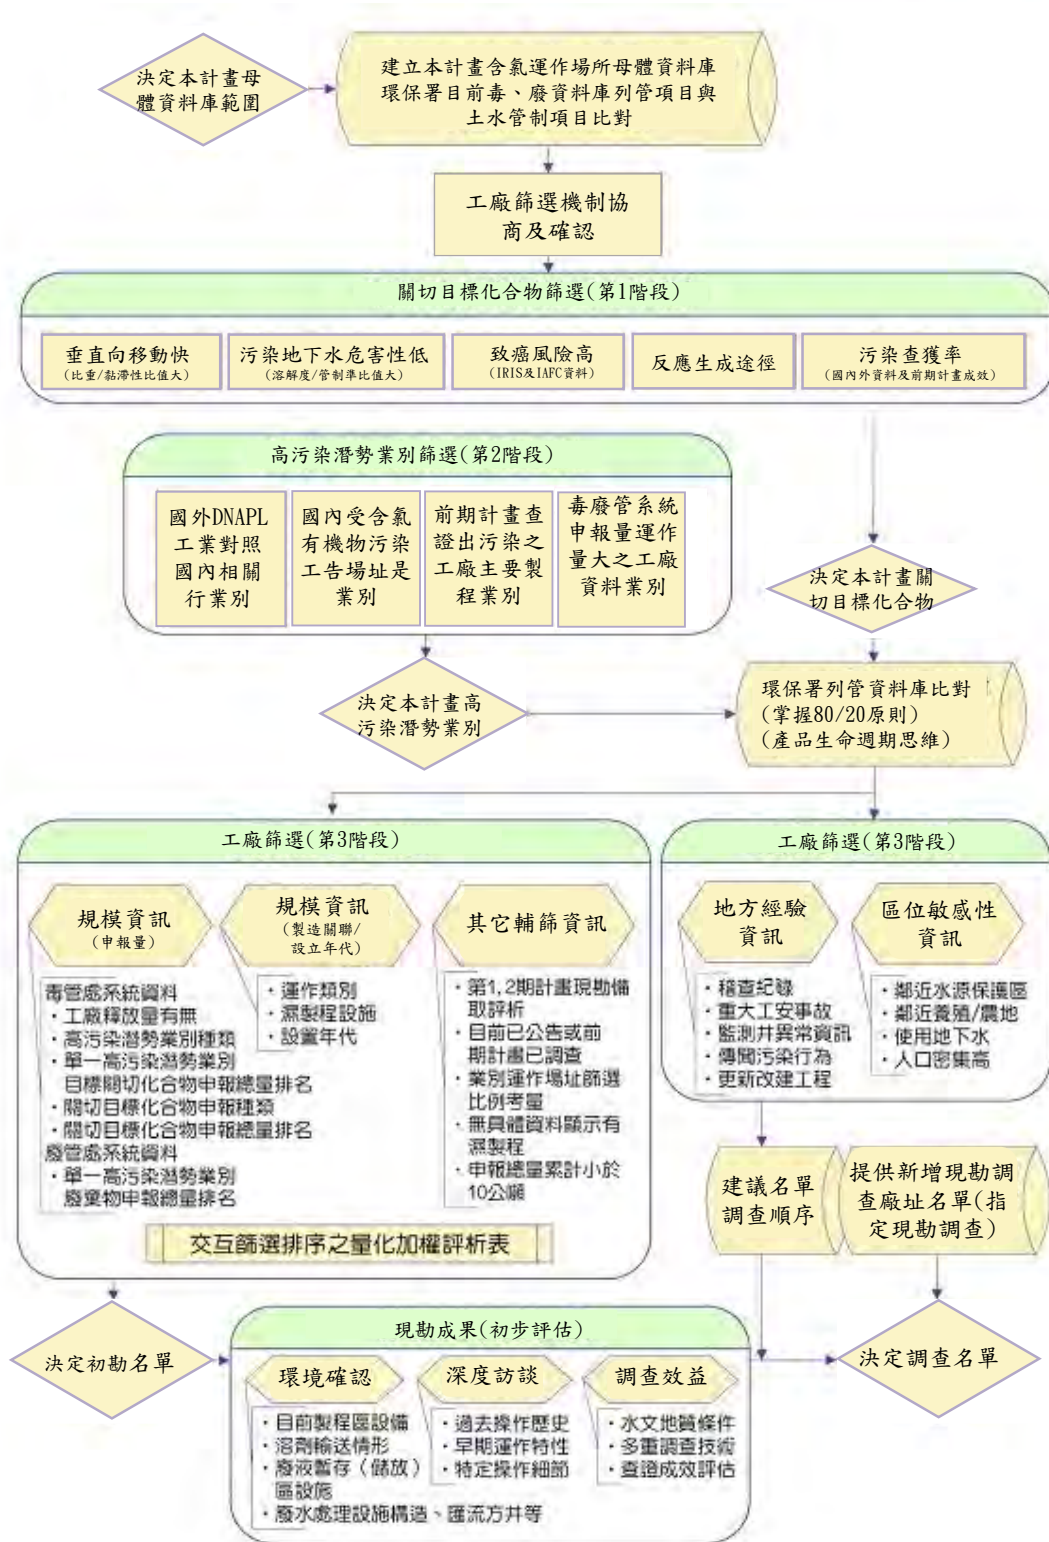 決定本計畫母
體資料庫範圍
建立本計畫含氯運作場所母體資料庫
環保署目前毒、廢資料庫列管項目與
土水管制項目比對
工廠篩選機制協
商及確認
關切目標化合物篩選(第1階段)
垂直向移動快
(比重/黏滯性比值大)
污染地下水危害性低
(溶解度/管制準比值大)
致癌風險高
(IRIS及IAFC資料)
反應生成途徑
污染查獲率
(國內外資料及前期計畫成效)
高污染潛勢業別篩選(第2階段)
國外DNAPL
工業對照
國內相關
行業別
國內受含氣
有機物污染
工告場址是
業別
前期計畫查
證出污染之
工廠主要製
程業別
毒廢管系統
申報量運作
量大之工廠
資料業別
決定本計畫關
切目標化合物
決定本計畫高
污染潛勢業別
環保署列管資料庫比對
(掌握80/20原則)
(產品生命週期思維)
工廠篩選(第3階段)
規模資訊
(申報量)
規模資訊
(製造關聯/
設立年代)
其它輔篩資訊
毒管處系統資料
・工廠釋放量有無
・高污染潛勢業別種類
・單一高污染潛勢業別
目標關切化合物申報總量排名
・關切目標化合物申報種類
・關切目標化合物申報總量排名
廢管處系統資料
・單一高污染潛勢業別
廢棄物申報總量排名
・運作類別
・濕製程設施
・設置年代
・第1,2期計畫現勘備
取評析
・目前已公告或前
期計畫已調查
・業別運作場址篩選
比例考量
・無具體資料顯示有
濕製程
・申報總量累計小於
10公噸
交互篩選排序之量化加權評析表
工廠篩選(第3階段)
地方經驗
資訊
區位敏感性
資訊
・稽查紀錄
・重大工安事故
・監測井異常資訊
・傳聞污染行為
・更新改建工程
・鄰近水源保護區
・鄰近養殖/農地
・使用地下水
・人口密集高
建議名單
調查順序
提供新增現勘調
查廠址名單(指
定現勘調查)
決定初勘名單
現勘成果(初步評估)
環境確認
深度訪談
調查效益
・目前製程區設備
・溶劑輸送情形
・廢液暫存(儲放)
區設施
・廢水處理設施構造、匯流方井等
・過去操作歷史
・早期運作特性
・特定操作細節
・水文地質條件
・多重調查技術
・查證成效評估
決定調查名單